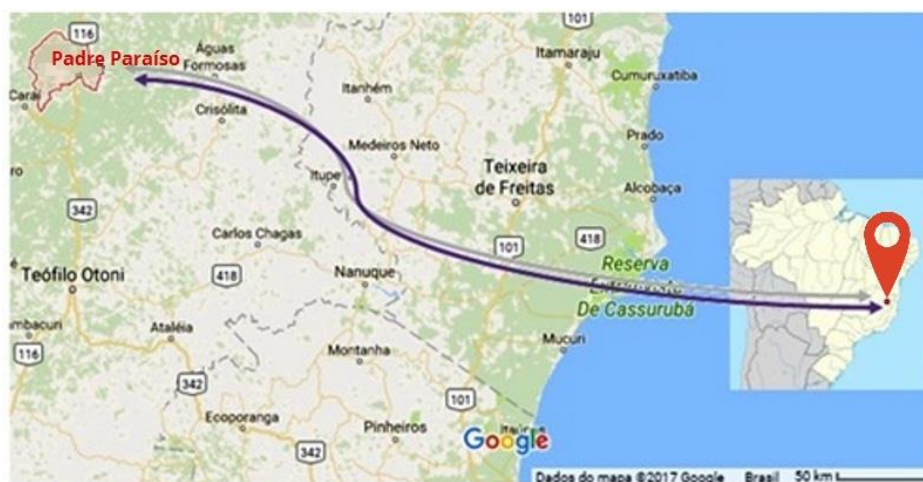 116
101
Padre Paraíso
Águas
Formosas
Itamaraju
Cumuruxatiba
Itanhém
Caraí
Crisólita
Prado
Medeiros Neto
ro
Itupe
Teixeira
de Freitas
Alcobaça
342
Carlos Chagas
101
418
Reserva
Teófilo Otoni
418
Nanuque
De Cassurubá
mbacuri
Ataléia
Mucuri
116
Montanha
342
101
Ecoporanga
Pinheiros
Google
342
Dados do mapa ©2017 Google Brasil 50 km